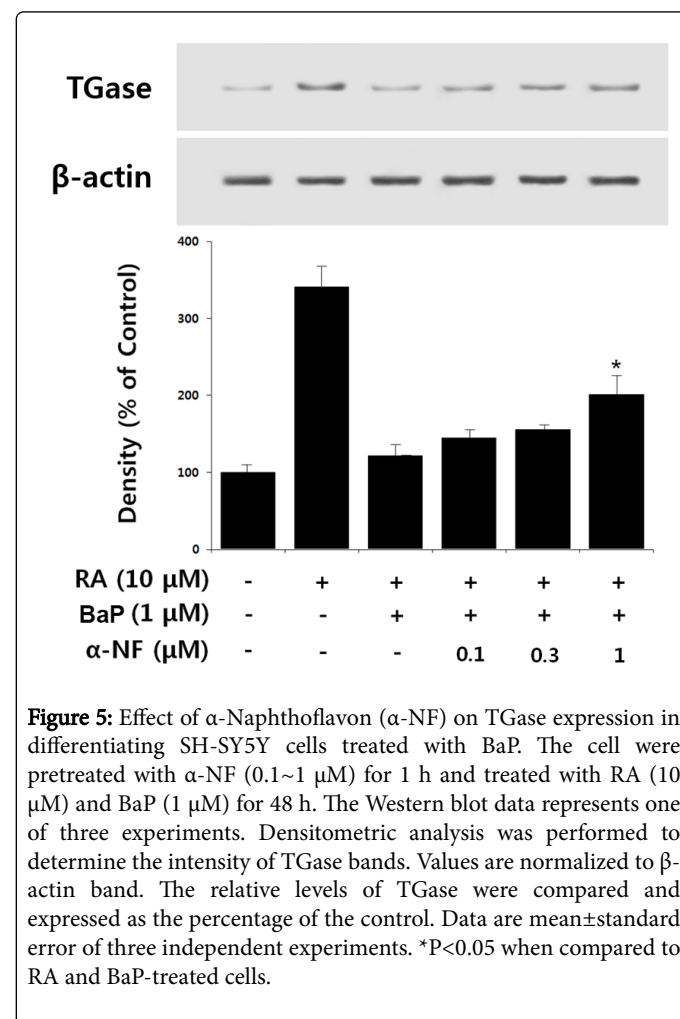 TGase
β-actin
Density (% of Control)
400
300
200
100
0
*
RA (10 μM) - + + + + +
BaP (1 μM) - - + + + +
α-NF (μM) - - - 0.1 0.3 1
Figure 5: Effect of α-Naphthoflavon (α-NF) on TGase expression in
differentiating SH-SY5Y cells treated with BaP. The cell were
pretreated with α-NF (0.1~1 μM) for 1 h and treated with RA (10
μM) and BaP (1 μM) for 48 h. The Western blot data represents one
of three experiments. Densitometric analysis was performed to
determine the intensity of TGase bands. Values are normalized to β-
actin band. The relative levels of TGase were compared and
expressed as the percentage of the control. Data are mean±standard
error of three independent experiments. *P<0.05 when compared to
RA and BaP-treated cells.